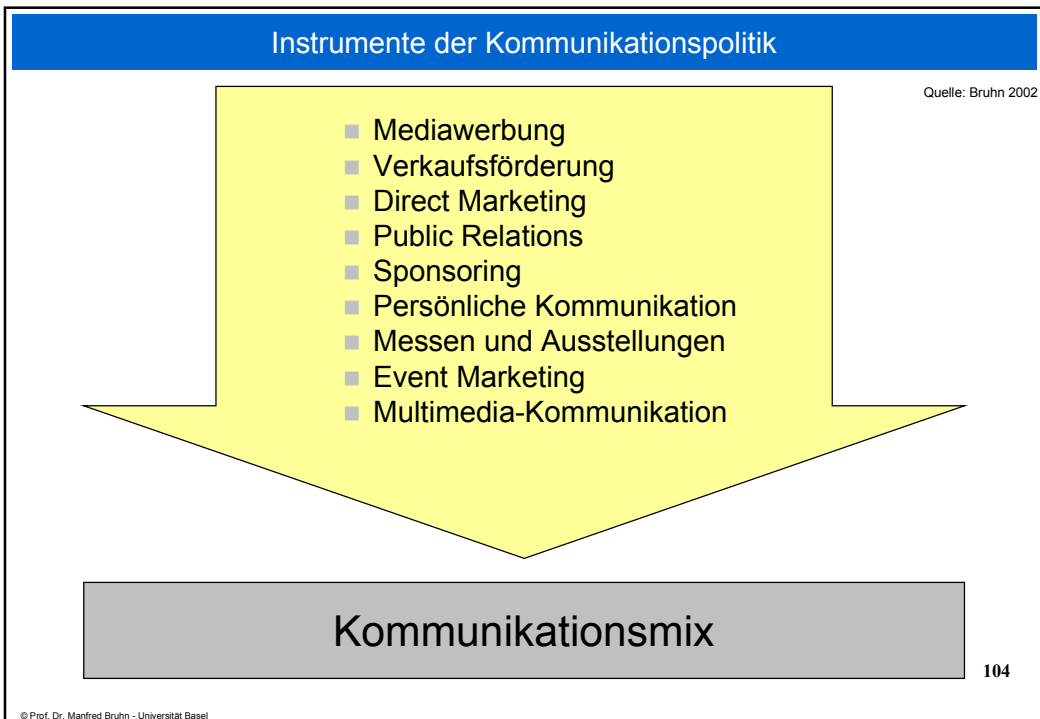 Instrumente der Kommunikationspolitik
Quelle: Bruhn 2002
Mediawerbung
Verkaufsförderung
Direct Marketing
Public Relations
Sponsoring
Persönliche Kommunikation
Messen und Ausstellungen
Event Marketing
Multimedia-Kommunikation
Kommunikationsmix
104
© Prof. Dr. Manfred Bruhn - Universität Basel